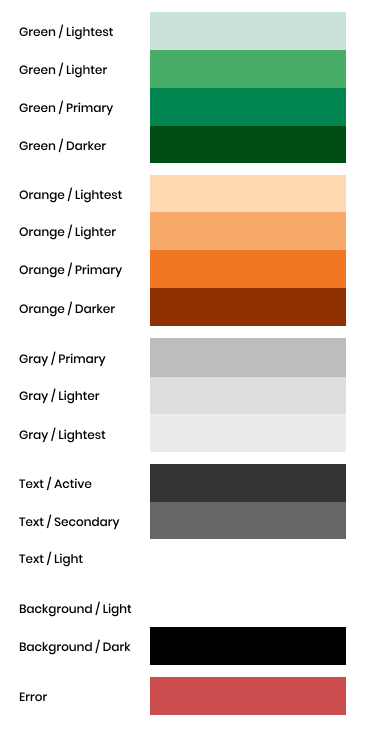 Green / Lightest
Green / Lighter
Green / Primary
Green / Darker
Orange / Lightest
Orange / Lighter
Orange / Primary
Orange / Darker
Gray / Primary
Gray / Lighter
Gray / Lightest
Text / Active
Text / Secondary
Text / Light
Background / Light
Background / Dark
Error